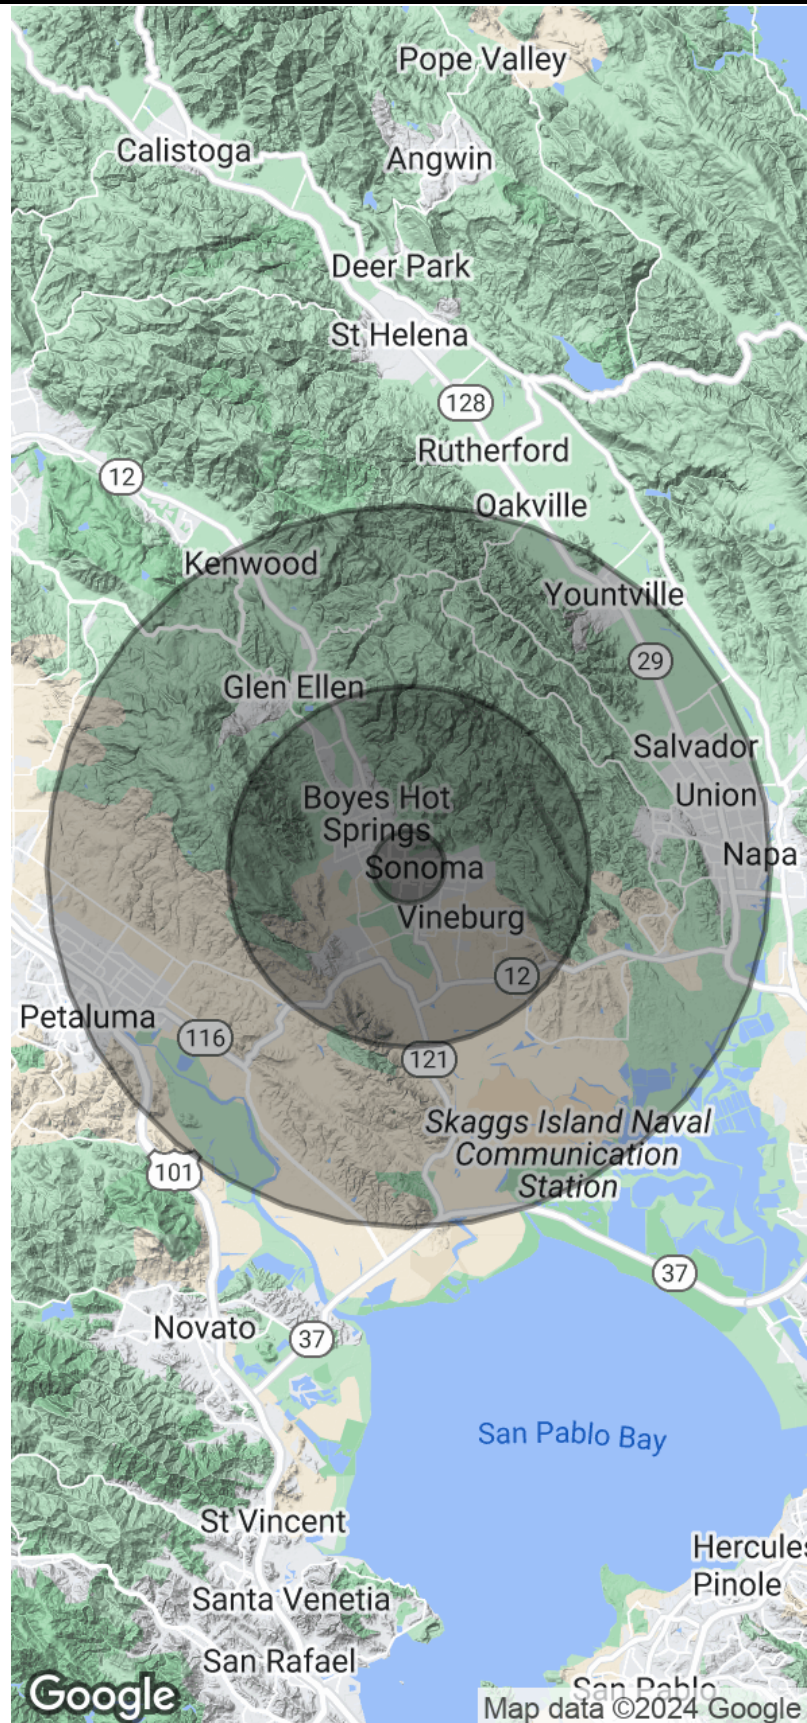 Pope Valley
Calistoga
Angwin
Deer Park
St Helena
128
Rutherford
12
Oakville
Kenwood
Yountville
29
Glen Ellen
Salvador
Union
Boyes Hot
Springs
Napa
Sonoma
Vineburg
12
Petaluma
116
121
Skaggs Island Naval
Communication
Station
101
37
Novato
37
San Pablo Bay
St Vincent
Hercules
Pinole
Santa Venetia
San Rafael
San Pablo
Google
Map data ©2024 Google